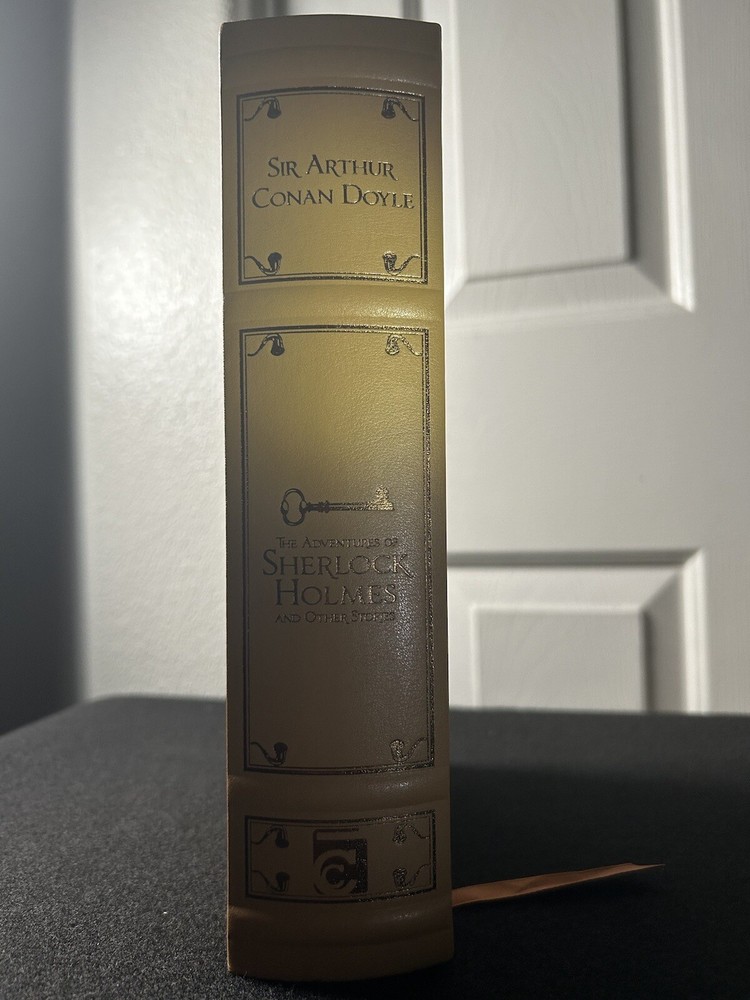 SIR ARTHUR
CONAN DOYLE
THE ADVENTURES OF
SHERLOCK
HOLMES
AND OTHER STORIES